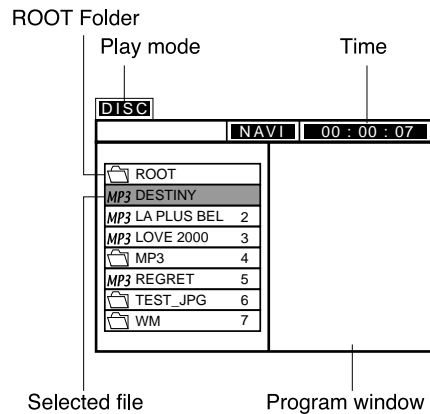 ROOT Folder
Play mode
Time
DISC
NAVI 00 : 00 : 07
ROOT
MP3 DESTINY
MP3 LA PLUS BEL 2
MP3 LOVE 2000 3
MP3 4
MP3 REGRET 5
TEST_JPG 6
WM 7
Selected file
Program window